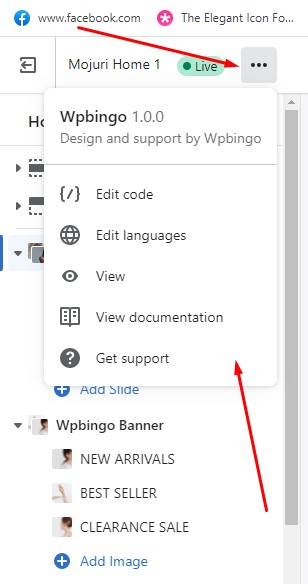 www.facebook.com The Elegant Icon Fo...
Mojuri Home 1 Live
Ho
Wpbingo 1.0.0
Design and support by Wpbingo
Edit code
Edit languages
View
View documentation
Get support
Add Slide
Wpbingo Banner
NEW ARRIVALS
BEST SELLER
CLEARANCE SALE
Add Image